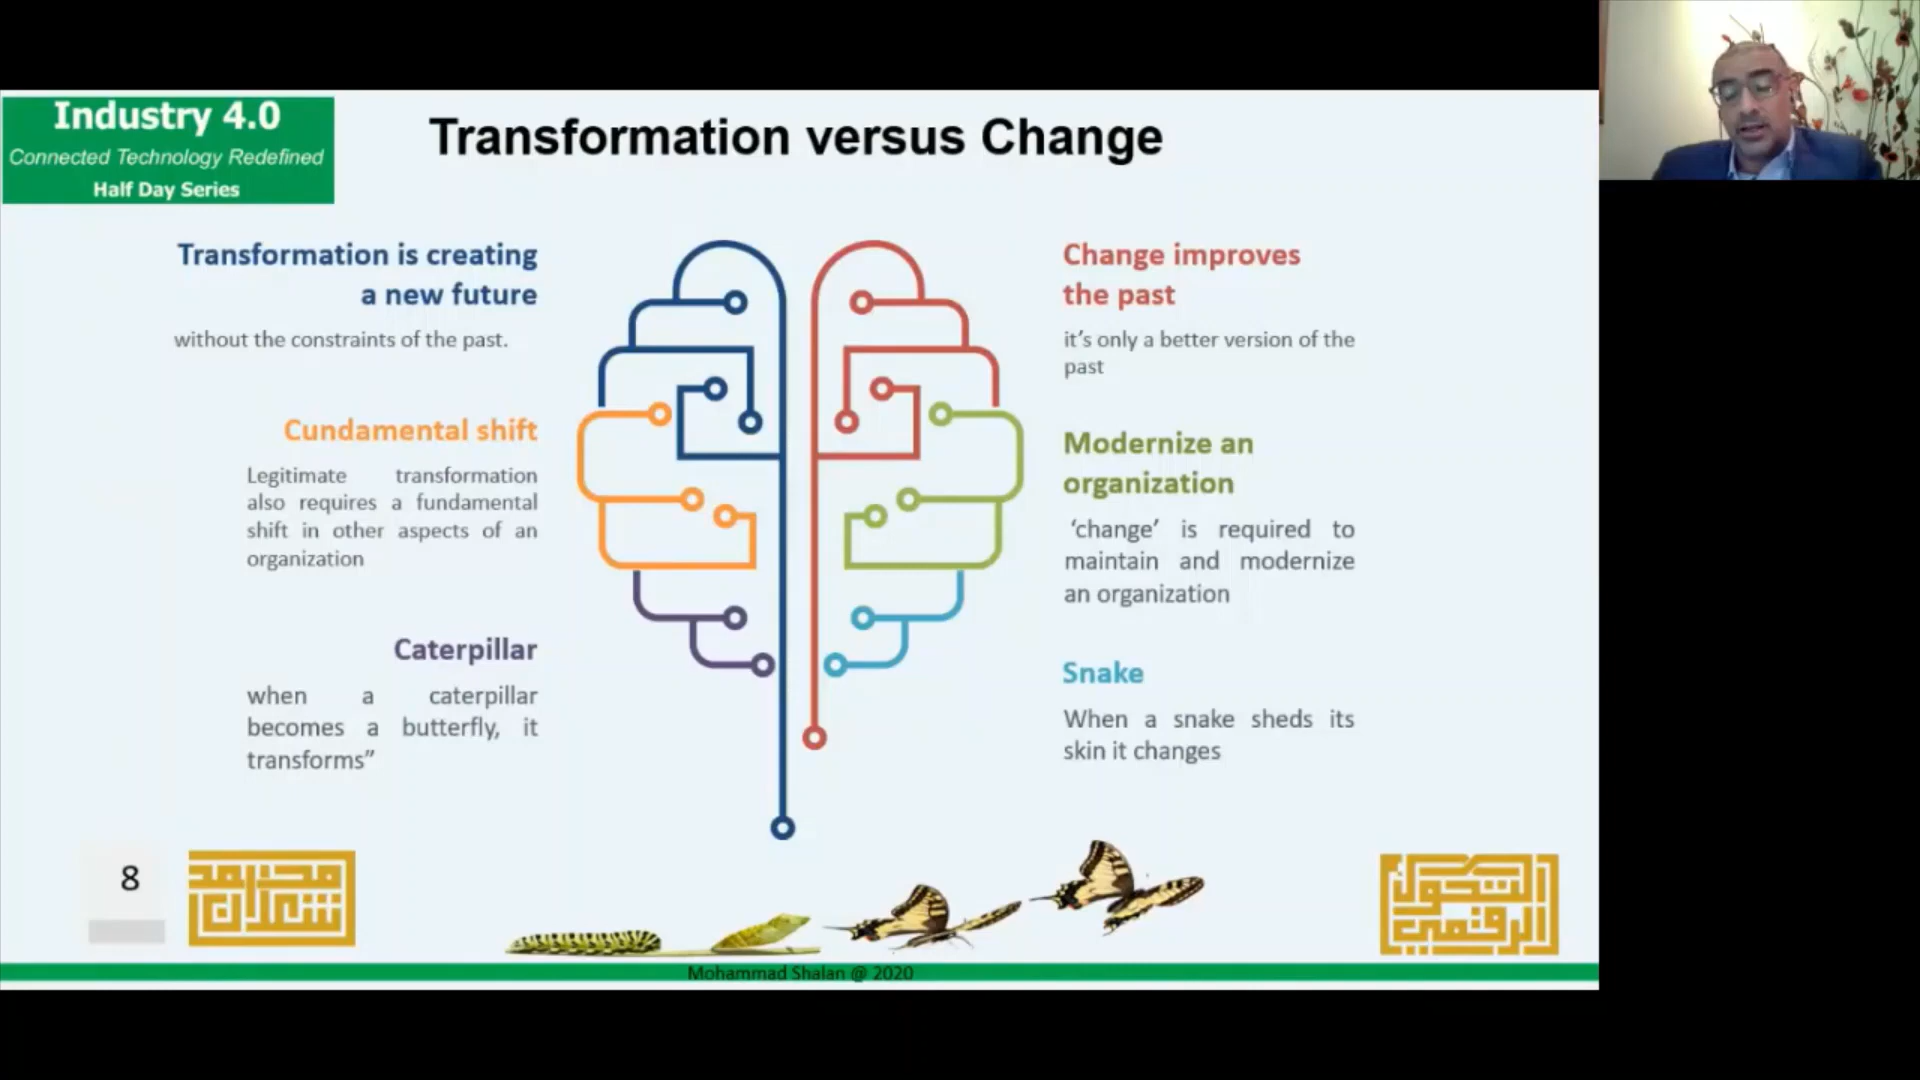 Industry 4.0
Connected Technology Redefined
Half Day Series
Transformation versus Change
Transformation is creating
a new future
without the constraints of the past.
Cundamental shift
Legitimate transformation
also requires a fundamental
shift in other aspects of an
organization
Caterpillar
when a caterpillar
becomes a butterfly, it
transforms”
Change improves
the past
it’s only a better version of the
past
Modernize an
organization
‘change’ is required to
maintain and modernize
an organization
Snake
When a snake sheds its
skin it changes
8
محمد
شعلان
التحول
الرقمي
Mohammad Shalan @ 2020